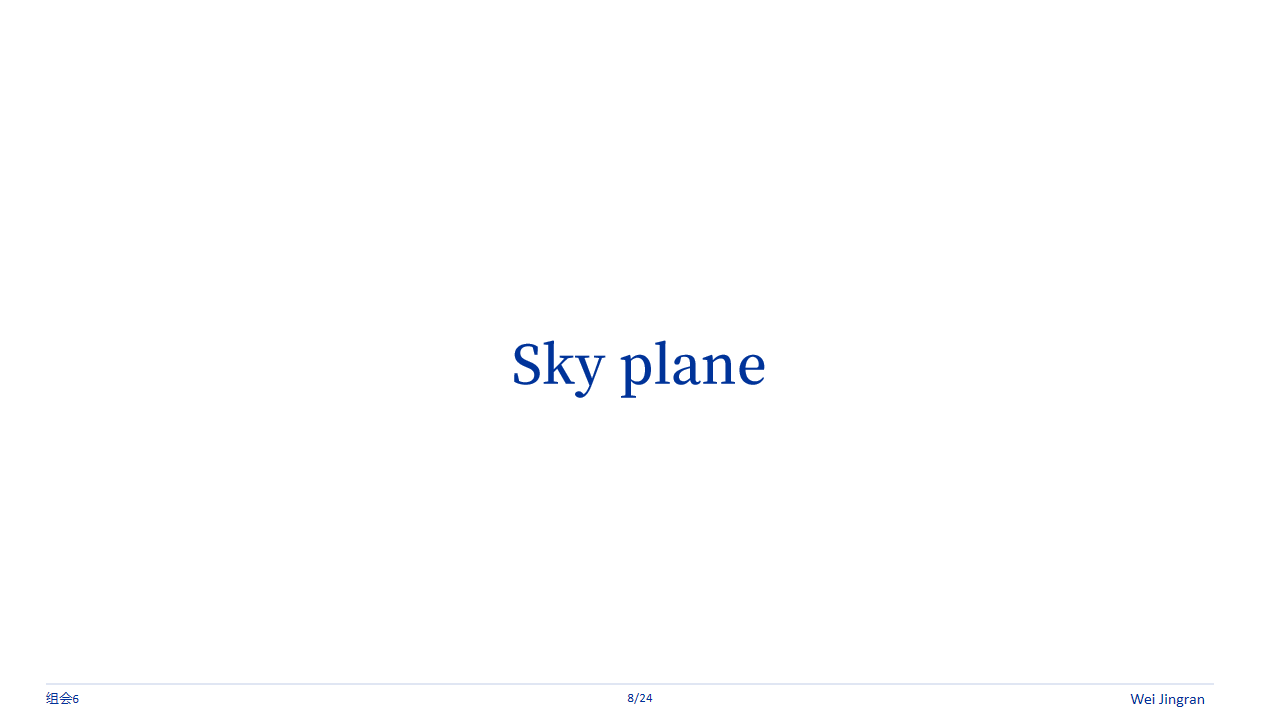 Sky plane
组会6
8/24
Wei Jingran